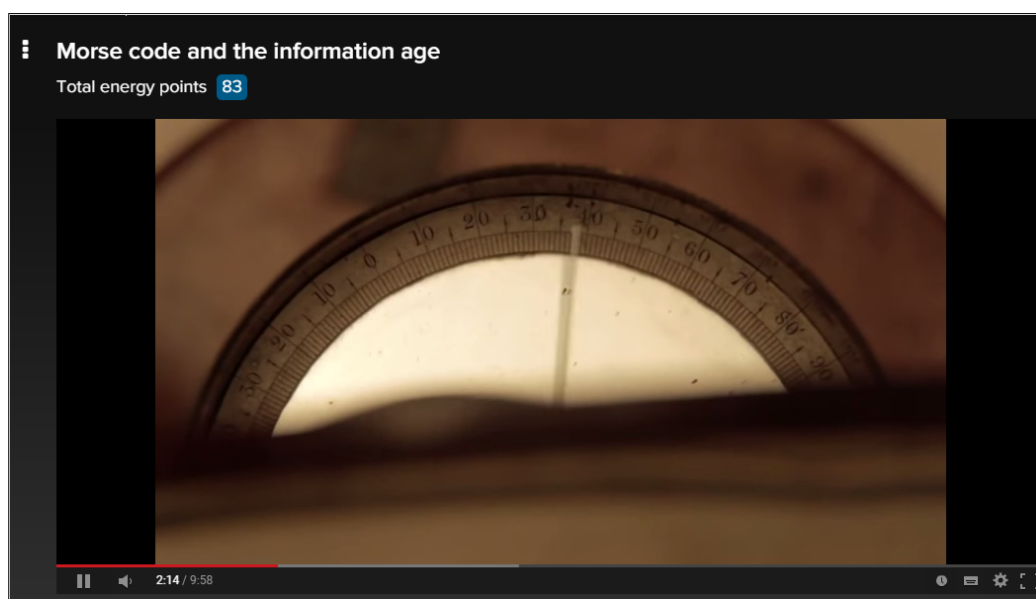 Morse code and the information age
Total energy points 83
30 20 10 0 10 20 30 40 50 60 70 80 90
2:14 / 9:58